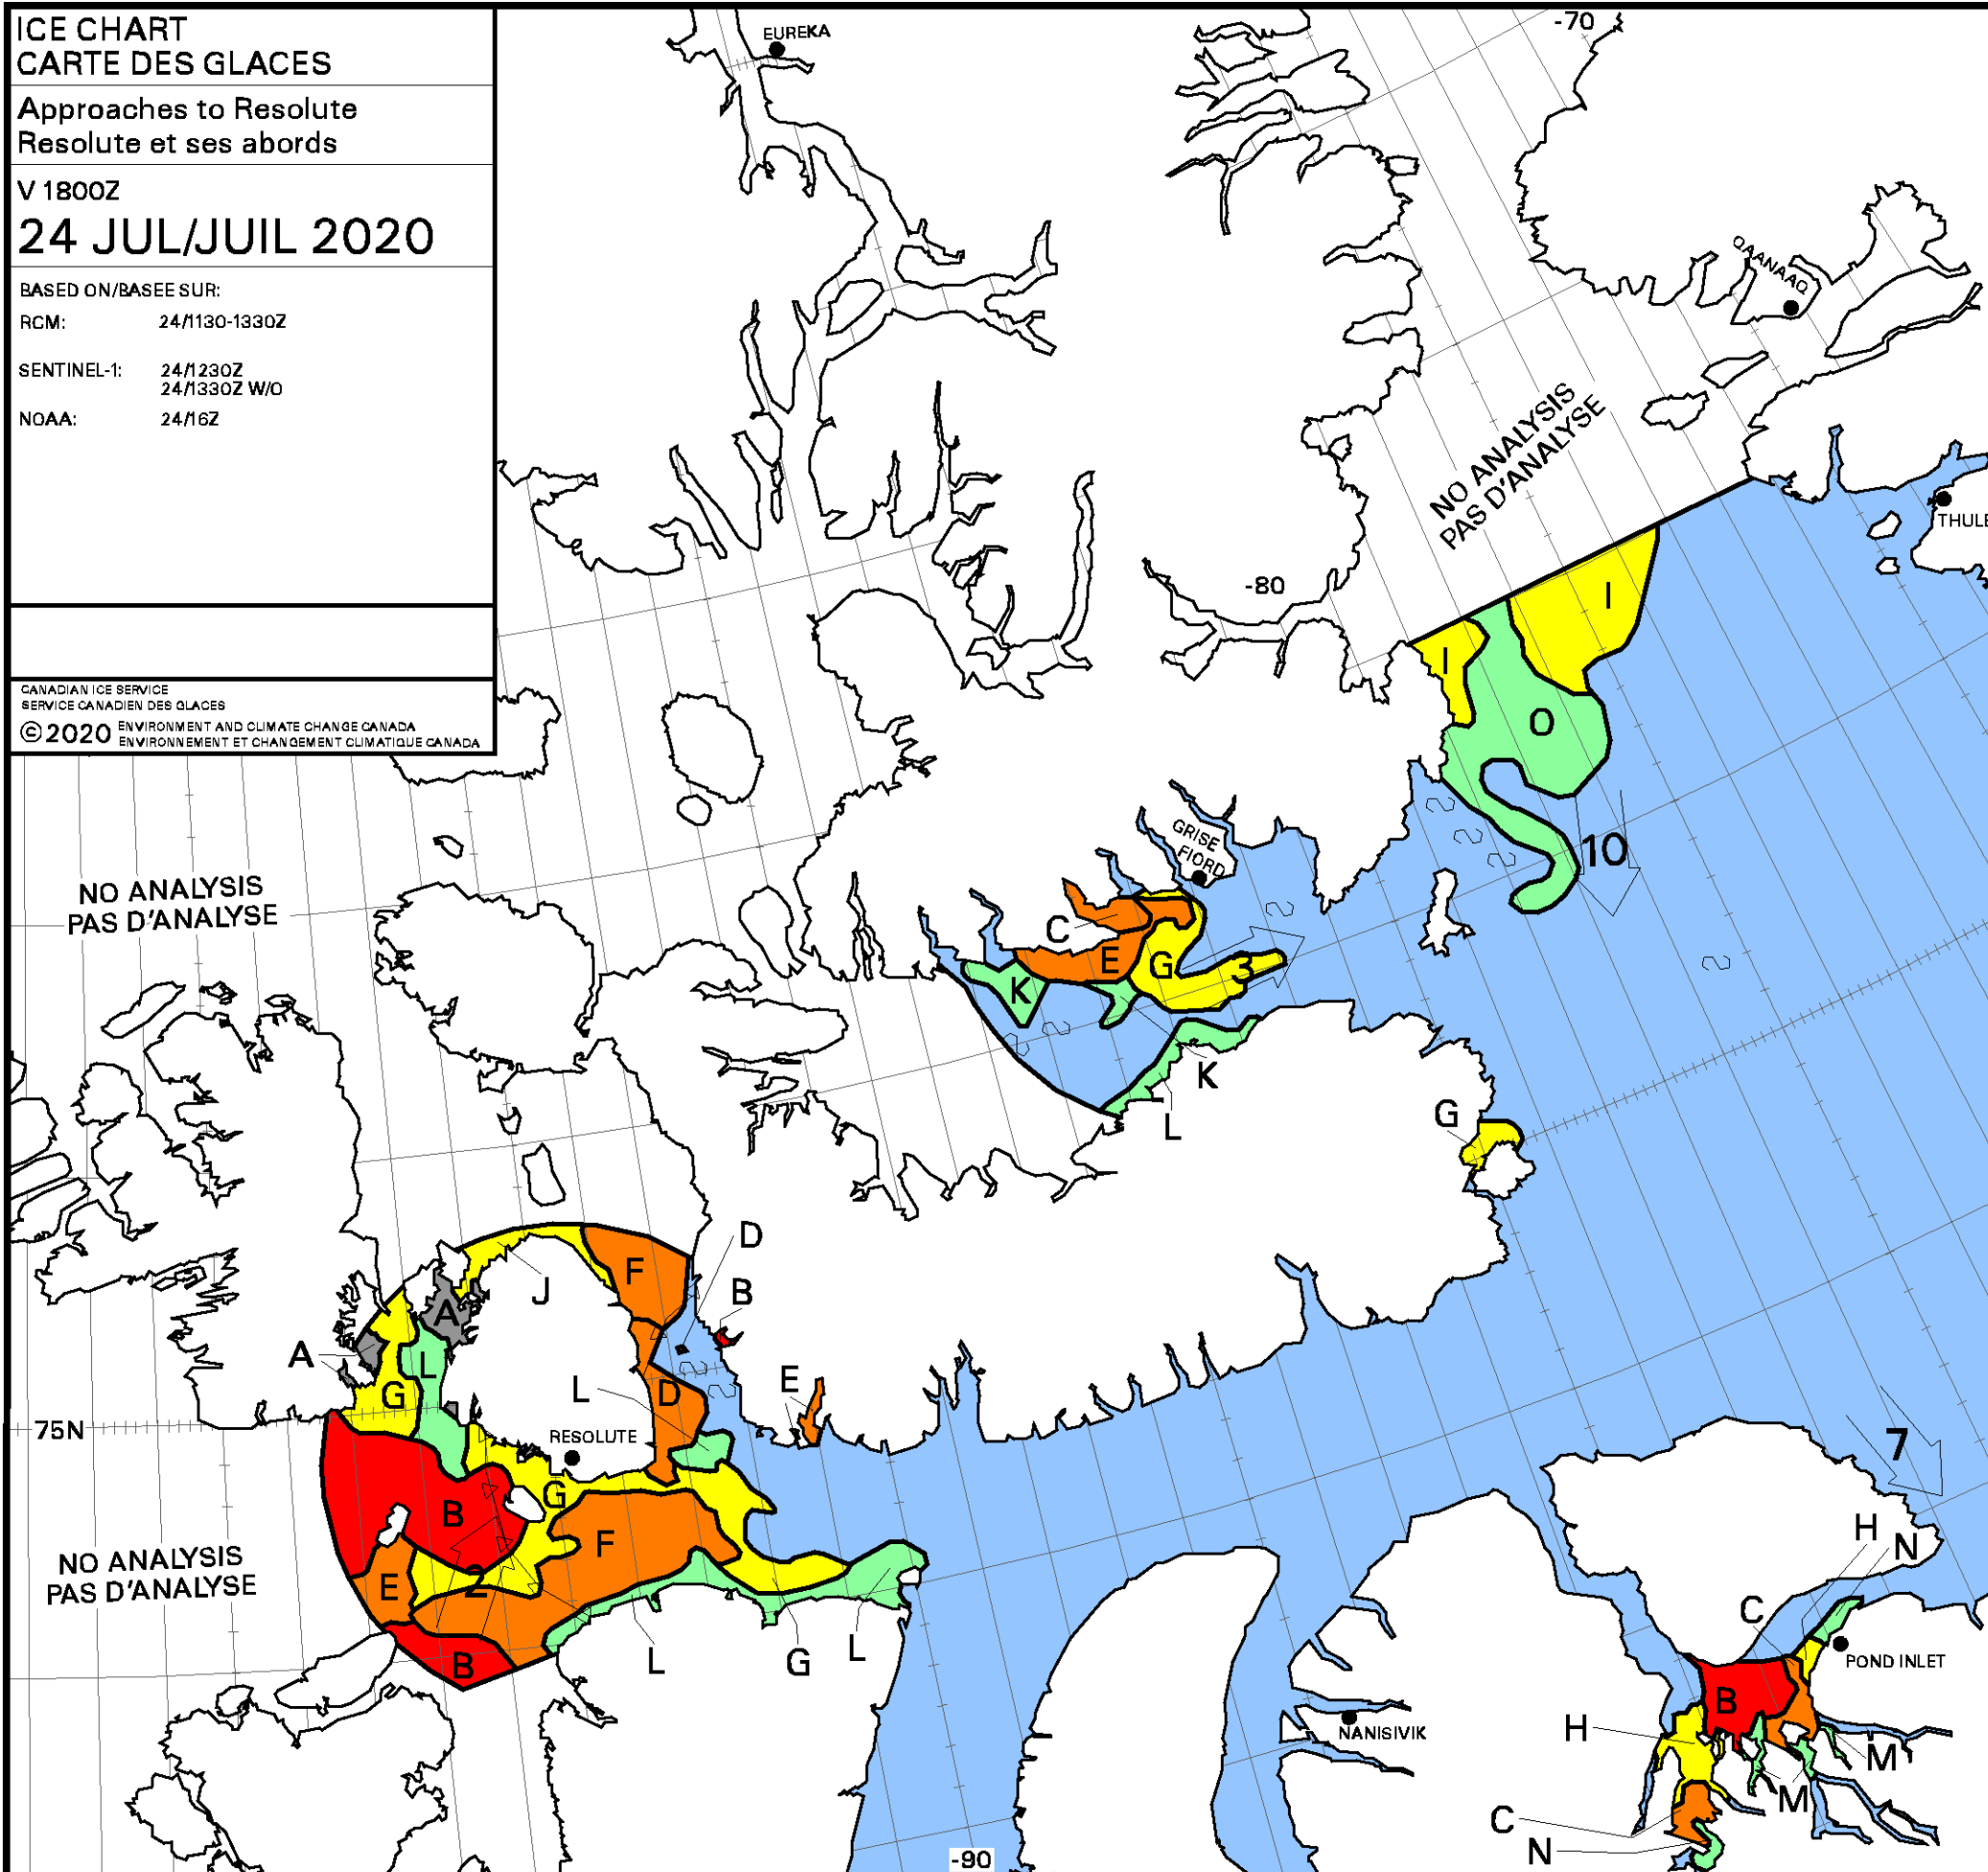 ICE CHART
CARTE DES GLACES
Approaches to Resolute
Resolute et ses abords
V 1800Z
24 JUL/JUIL 2020
BASED ON/BASEE SUR:
RCM: 24/1130-1330Z
SENTINEL-1: 24/1230Z
24/1330Z W/O
NOAA: 24/16Z
CANADIAN ICE SERVICE
SERVICE CANADIEN DES GLACES
©2020 ENVIRONMENT AND CLIMATE CHANGE CANADA
ENVIRONNEMENT ET CHANGEMENT CLIMATIQUE CANADA
EUREKA
-70
QAANAAQ
NO ANALYSIS
PAS D'ANALYSE
THULE
-80
I
I
O
10
GRISE
FIORD
C
E
G
3
K
K
L
NO ANALYSIS
PAS D'ANALYSE
G
D
B
F
J
A
A
L
G
L
D
E
75N
RESOLUTE
G
B
F
2
E
B
L
G
L
NO ANALYSIS
PAS D'ANALYSE
7
H
N
C
POND INLET
B
H
NANISIVIK
M
M
C
N
-90